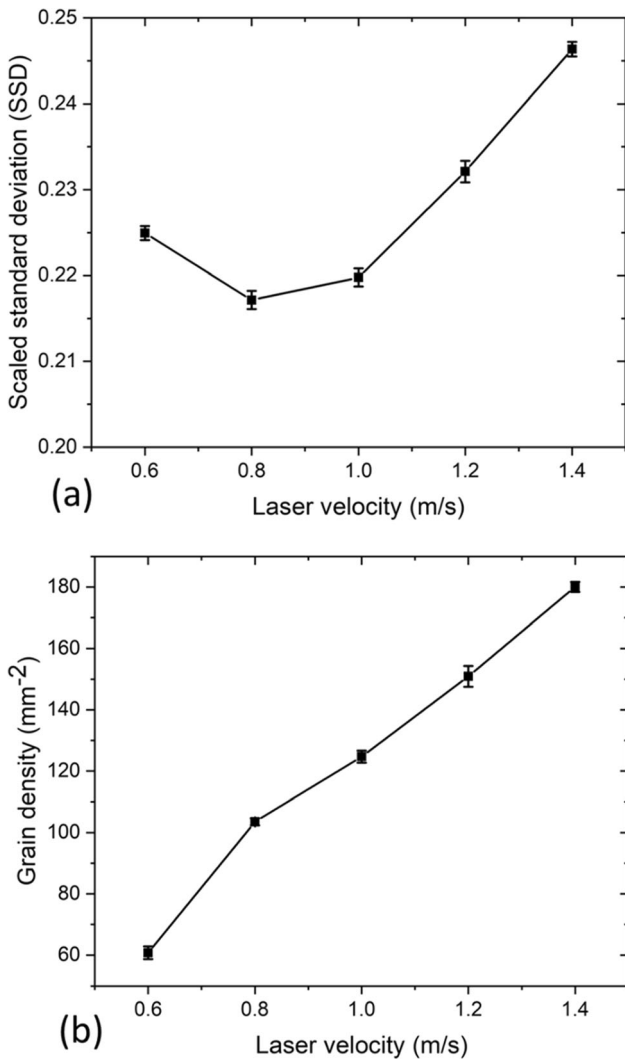 0.25
0.24
0.23
0.22
0.21
0.20
Scaled standard deviation (SSD)
0.6 0.8 1.0 1.2 1.4
(a)
Laser velocity (m/s)
180
160
140
120
100
80
60
Grain density (mm⁻²)
0.6 0.8 1.0 1.2 1.4
(b)
Laser velocity (m/s)